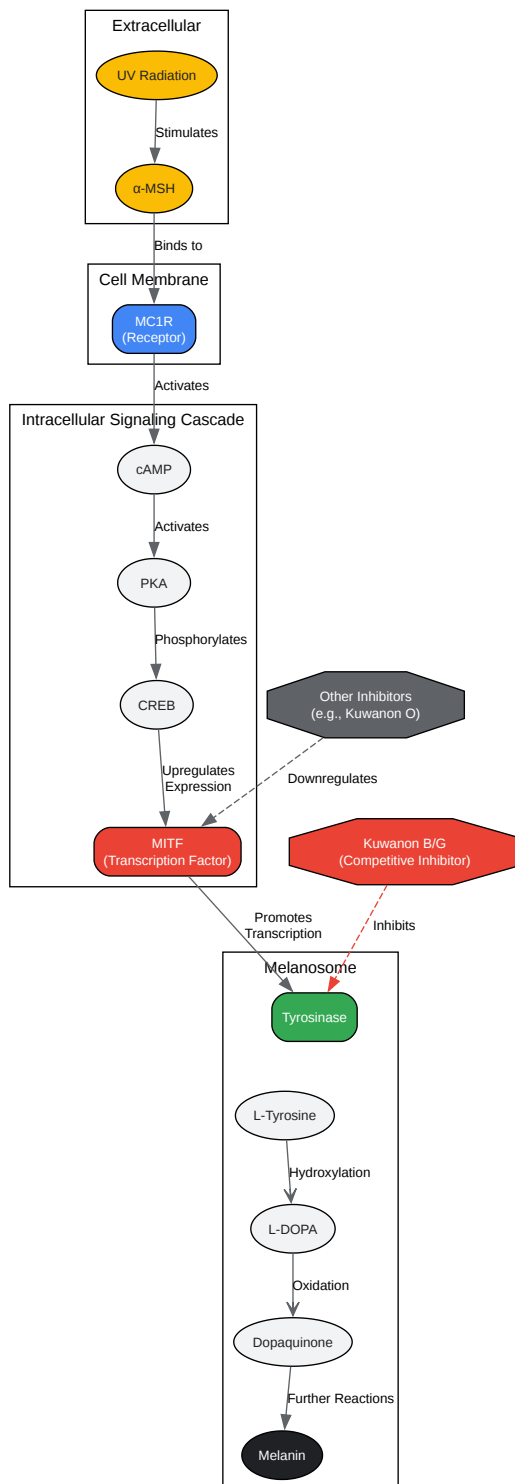 Extracellular
UV Radiation
Stimulates
α-MSH
Binds to
Cell Membrane
MC1R
(Receptor)
Activates
Intracellular Signaling Cascade
cAMP
Activates
PKA
Phosphorylates
CREB
Other Inhibitors
(e.g., Kuwanon O)
Upregulates
Expression
Downregulates
MITF
(Transcription Factor)
Kuwanon B/G
(Competitive Inhibitor)
Promotes
Transcription
Inhibits
Melanosome
Tyrosinase
L-Tyrosine
Hydroxylation
L-DOPA
Oxidation
Dopaquinone
Further Reactions
Melanin